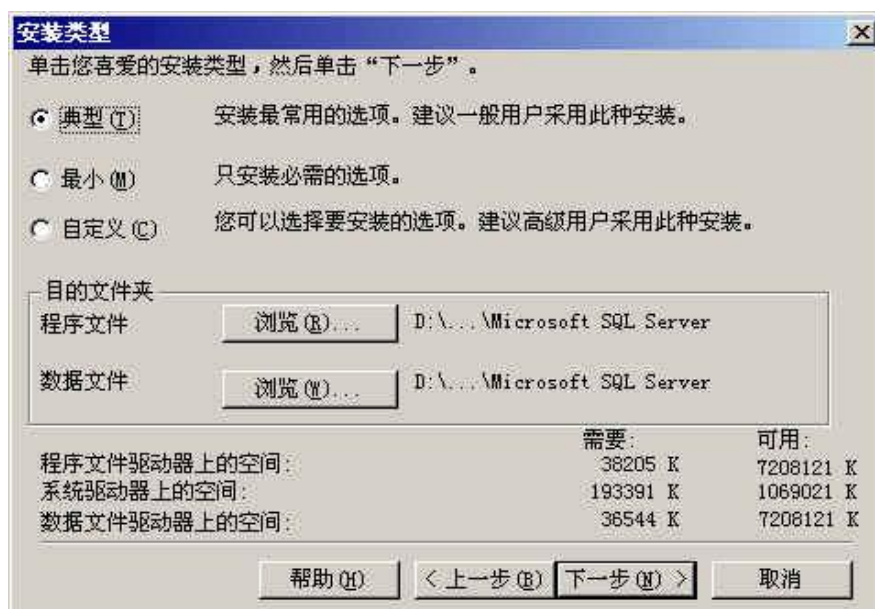 安装类型
单击您喜爱的安装类型，然后单击“下一步”。
典型(T) 安装最常用的选项。建议一般用户采用此种安装。
最小(M) 只安装必需的选项。
自定义(C) 您可以选择要安装的选项。建议高级用户采用此种安装。
目的文件夹
程序文件 浏览(R)... D:\...\Microsoft SQL Server
数据文件 浏览(W)... D:\...\Microsoft SQL Server
需要: 可用:
程序文件驱动器上的空间: 38205 K 7208121 K
系统驱动器上的空间: 193391 K 1069021 K
数据文件驱动器上的空间: 36544 K 7208121 K
帮助(H) <上一步(B) 下一步(N) > 取消